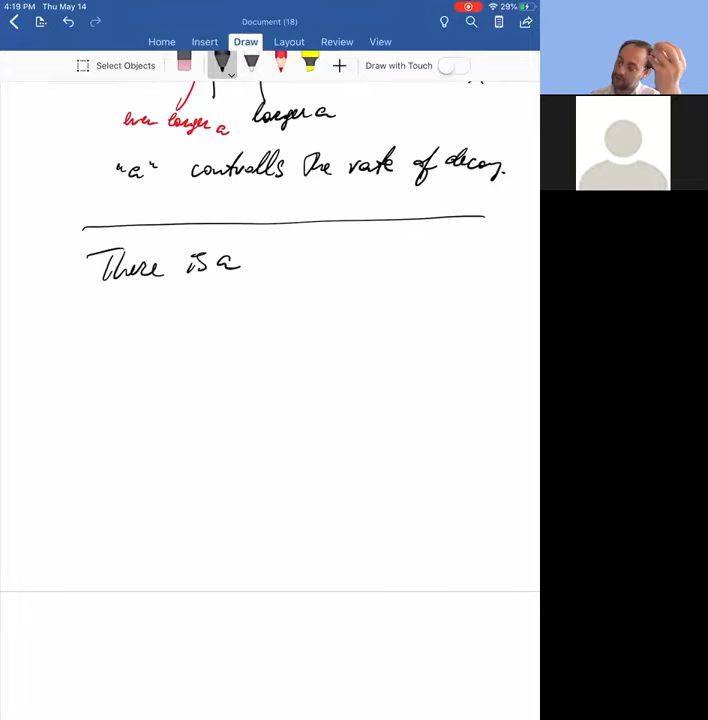 4:19 PM Thu May 14
29%
Document (18)
Home Insert Draw Layout Review View
Select Objects
Draw with Touch
even larger a
larger a
"a" controlls the rate of decay.
There is a